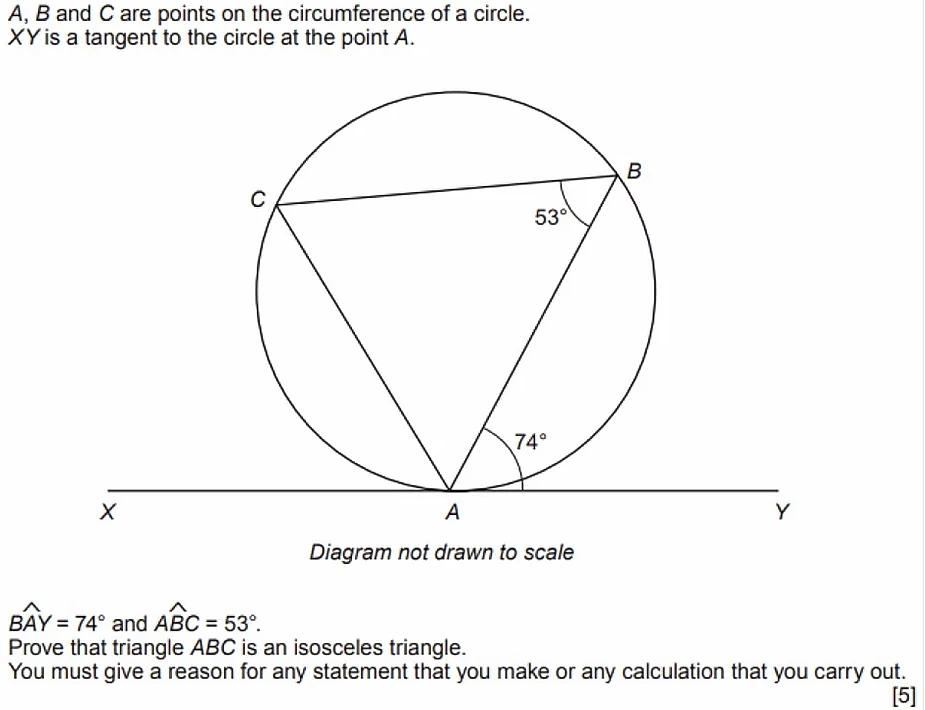 A, B and C are points on the circumference of a circle.
XY is a tangent to the circle at the point A.
B
C
53°
74°
X
A
Y
Diagram not drawn to scale
BÂY = 74° and AB̂C = 53°.
Prove that triangle ABC is an isosceles triangle.
You must give a reason for any statement that you make or any calculation that you carry out.
[5]